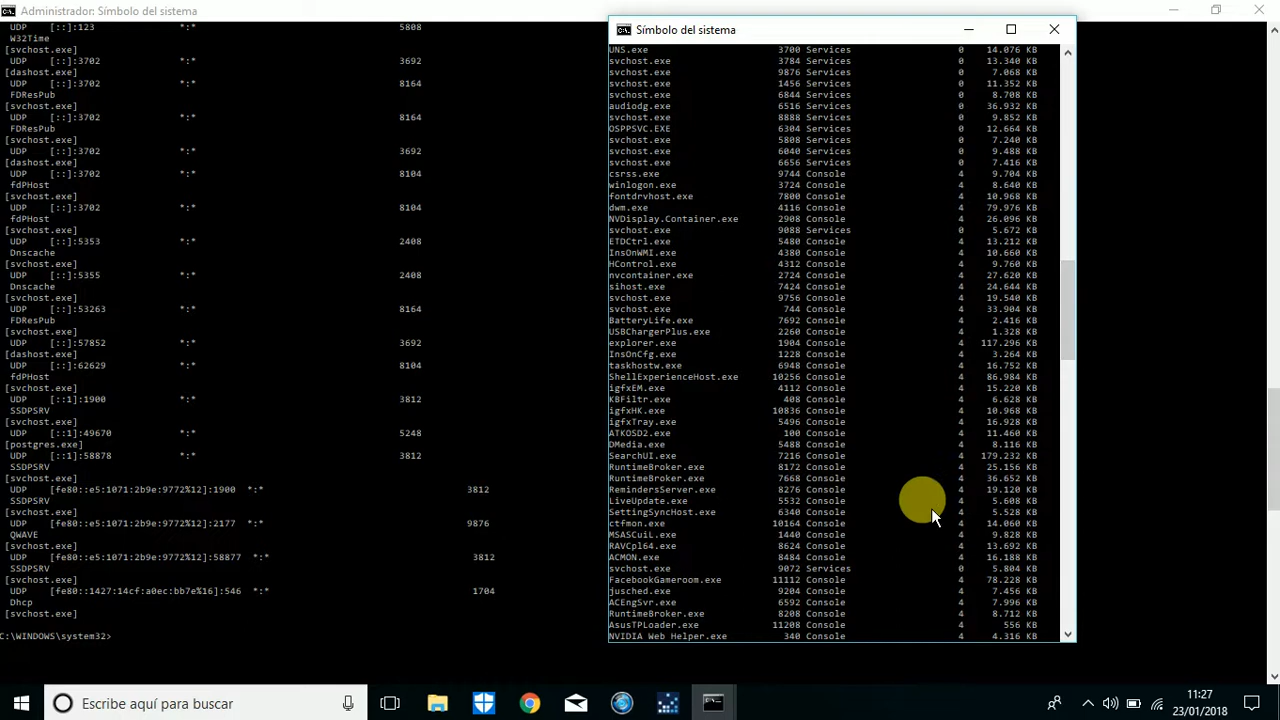 Administrador: Símbolo del sistema
UDP [::]:123 *:* 5808
W32Time
[svchost.exe]
UDP [::]:3702 *:* 3692
[dashost.exe]
UDP [::]:3702 *:* 8164
FDResPub
[svchost.exe]
UDP [::]:3702 *:* 8164
FDResPub
[svchost.exe]
UDP [::]:3702 *:* 3692
[dashost.exe]
UDP [::]:3702 *:* 8104
fdPHost
[svchost.exe]
UDP [::]:3702 *:* 8104
fdPHost
[svchost.exe]
UDP [::]:5353 *:* 2408
Dnscache
[svchost.exe]
UDP [::]:5355 *:* 2408
Dnscache
[svchost.exe]
UDP [::]:53263 *:* 8164
FDResPub
[svchost.exe]
UDP [::]:57852 *:* 3692
[dashost.exe]
UDP [::]:62629 *:* 8104
fdPHost
[svchost.exe]
UDP [::1]:1900 *:* 3812
SSDPSRV
[svchost.exe]
UDP [::1]:49670 *:* 5248
[postgres.exe]
UDP [::1]:58878 *:* 3812
SSDPSRV
[svchost.exe]
UDP [fe80::e5:1071:2b9e:9772%12]:1900 *:* 3812
SSDPSRV
[svchost.exe]
UDP [fe80::e5:1071:2b9e:9772%12]:2177 *:* 9876
QWAVE
[svchost.exe]
UDP [fe80::e5:1071:2b9e:9772%12]:58877 *:* 3812
SSDPSRV
[svchost.exe]
UDP [fe80::1427:14cf:a0ec:bb7e%16]:546 *:* 1704
Dhcp
[svchost.exe]
C:\WINDOWS\system32>
Símbolo del sistema
UNS.exe 3700 Services 0 14.076 KB
svchost.exe 3784 Services 0 13.340 KB
svchost.exe 9876 Services 0 7.068 KB
svchost.exe 1456 Services 0 11.352 KB
svchost.exe 6844 Services 0 8.708 KB
audiodg.exe 6516 Services 0 36.932 KB
svchost.exe 8888 Services 0 9.852 KB
OSPPSVC.EXE 6304 Services 0 12.664 KB
svchost.exe 5808 Services 0 7.240 KB
svchost.exe 6040 Services 0 9.488 KB
svchost.exe 6656 Services 0 7.416 KB
csrss.exe 9744 Console 4 9.704 KB
winlogon.exe 3724 Console 4 8.640 KB
fontdrvhost.exe 7800 Console 4 10.968 KB
dwm.exe 4116 Console 4 79.976 KB
NVDisplay.Container.exe 2908 Console 4 26.096 KB
svchost.exe 9088 Services 0 5.672 KB
ETDCtrl.exe 5480 Console 4 13.212 KB
InsOnWMI.exe 4380 Console 4 10.660 KB
HControl.exe 4312 Console 4 9.760 KB
nvcontainer.exe 2724 Console 4 27.620 KB
sihost.exe 7424 Console 4 24.644 KB
svchost.exe 9756 Console 4 19.540 KB
svchost.exe 744 Console 4 33.904 KB
BatteryLife.exe 7692 Console 4 2.416 KB
USBChargerPlus.exe 2260 Console 4 1.328 KB
explorer.exe 1904 Console 4 117.296 KB
InsOnCfg.exe 1228 Console 4 3.264 KB
taskhostw.exe 6948 Console 4 16.752 KB
ShellExperienceHost.exe 10256 Console 4 86.984 KB
igfxEM.exe 4112 Console 4 15.220 KB
KBFiltr.exe 408 Console 4 6.628 KB
igfxHK.exe 10836 Console 4 10.968 KB
igfxTray.exe 5496 Console 4 16.928 KB
ATKOSD2.exe 100 Console 4 11.460 KB
DMedia.exe 5488 Console 4 8.116 KB
SearchUI.exe 7216 Console 4 179.232 KB
RuntimeBroker.exe 8172 Console 4 25.156 KB
RuntimeBroker.exe 7668 Console 4 36.652 KB
RemindersServer.exe 8276 Console 4 19.120 KB
LiveUpdate.exe 5532 Console 4 5.608 KB
SettingSyncHost.exe 6340 Console 4 5.528 KB
ctfmon.exe 10164 Console 4 14.060 KB
MSASCuiL.exe 144 Console 4 9.828 KB
RAVCpl64.exe 8624 Console 4 13.692 KB
ACMON.exe 8484 Console 4 16.188 KB
svchost.exe 9072 Services 0 5.804 KB
FacebookGameroom.exe 11112 Console 4 78.228 KB
jusched.exe 9204 Console 4 7.456 KB
ACEngSvr.exe 6592 Console 4 7.996 KB
RuntimeBroker.exe 8208 Console 4 8.712 KB
AsusTPLoader.exe 11208 Console 4 556 KB
NVIDIA Web Helper.exe 340 Console 4 4.316 KB
Escribe aquí para buscar
11:27
23/01/2018